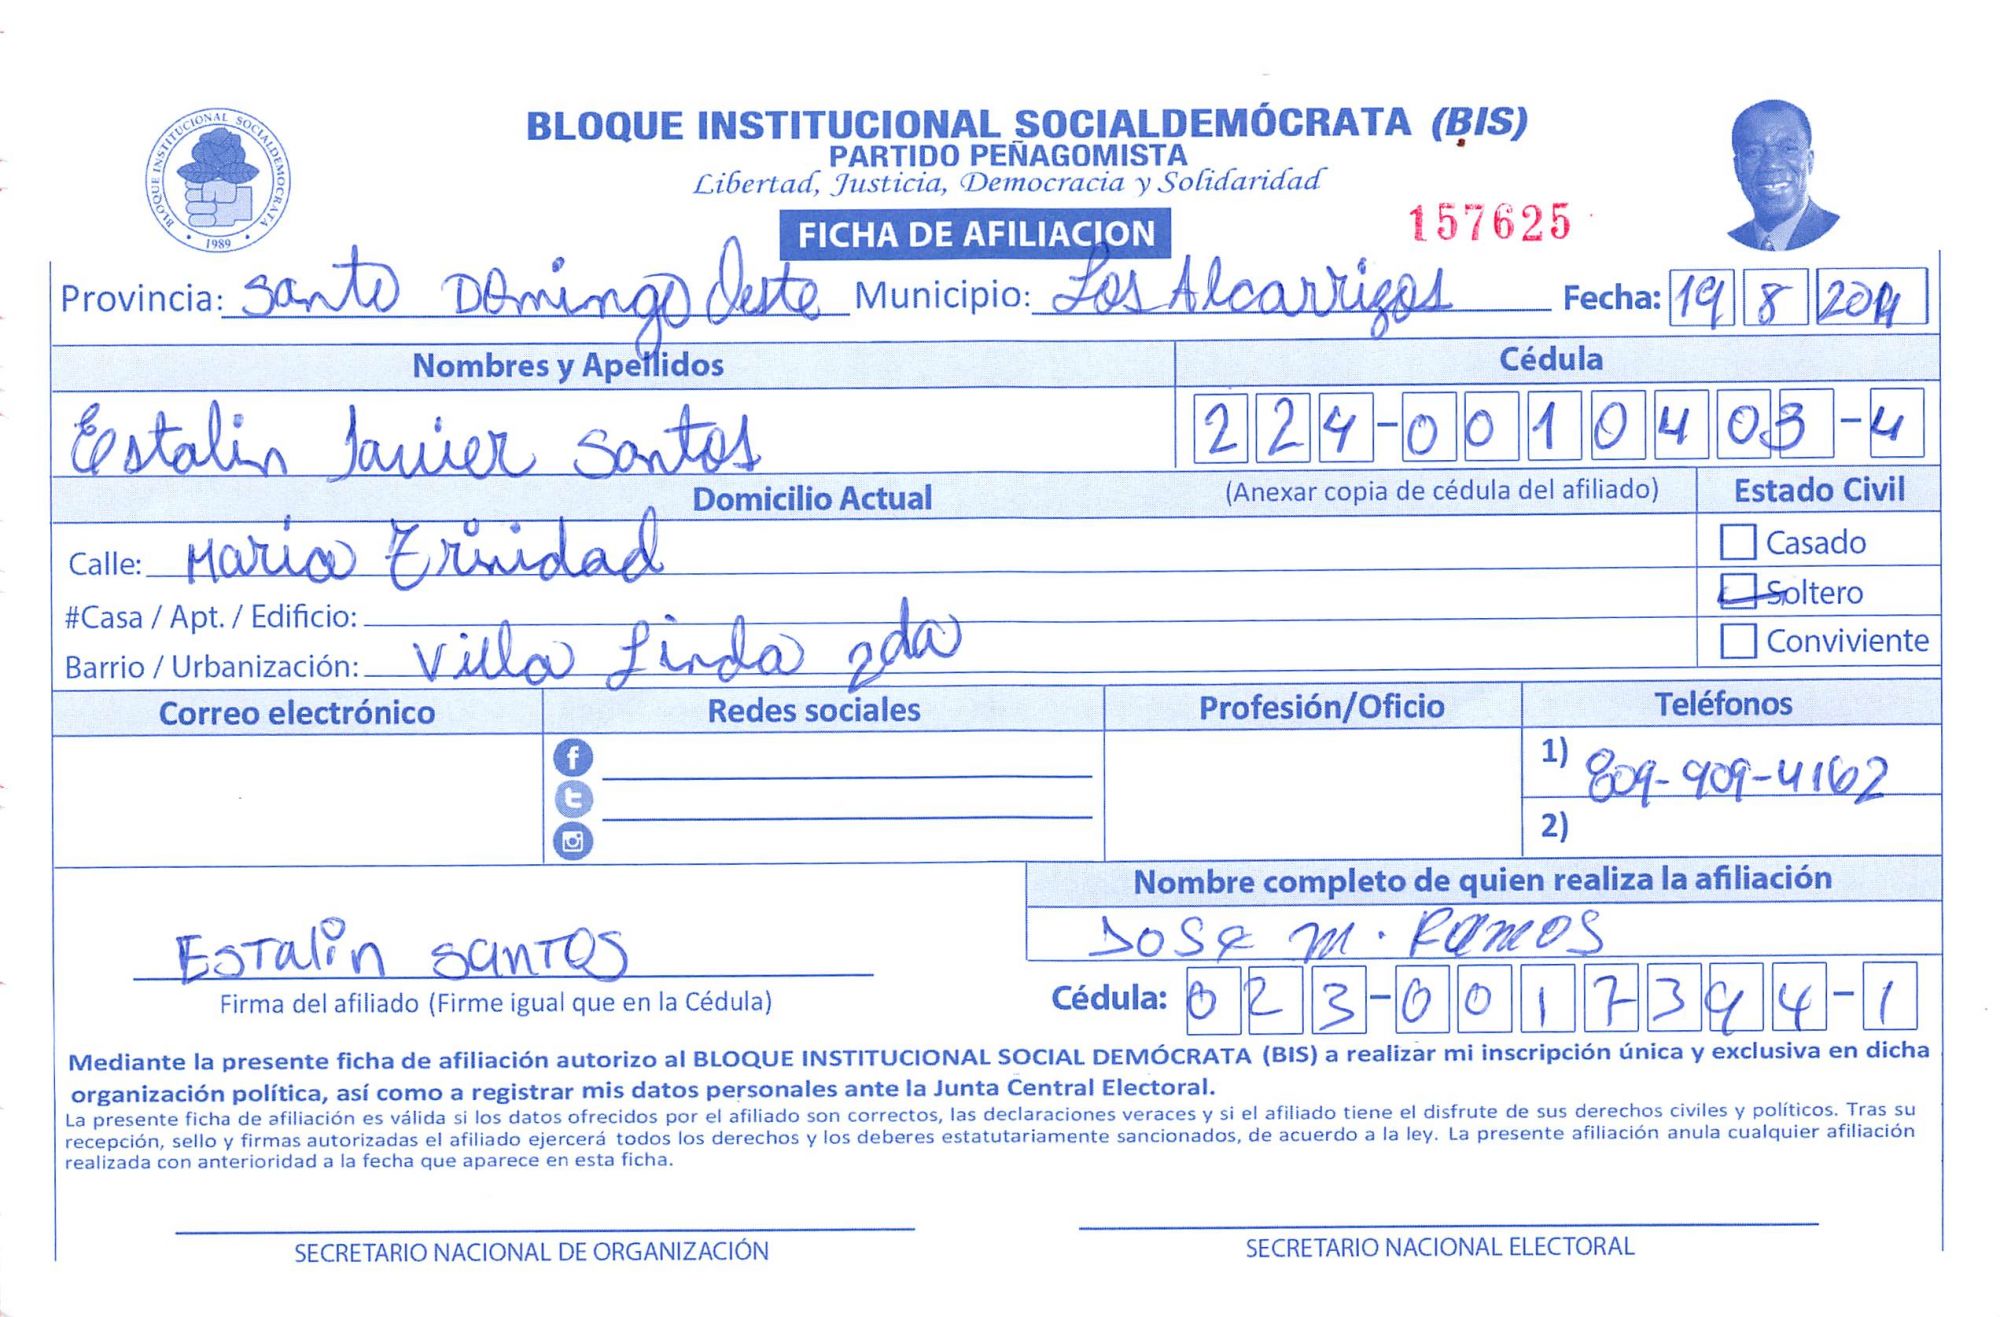 BLOQUE INSTITUCIONAL SOCIALDEMÓCRATA
1989
BLOQUE INSTITUCIONAL SOCIALDEMÓCRATA (BIS)
PARTIDO PEÑAGOMISTA
Libertad, Justicia, Democracia y Solidaridad
FICHA DE AFILIACION
157625
Provincia: Santo Domingo Oeste Municipio: Los Alcarrizos Fecha: 19 8
Nombres y Apellidos Cédula
Estalin Javier Santos 224-0010403-4
Domicilio Actual (Anexar copia de cédula del afiliado) Estado Civil
Calle: Maria Trinidad Casado
#Casa / Apt. / Edificio: Soltero
Barrio / Urbanización: Villa Linda 2da Conviviente
Correo electrónico Redes sociales Profesión/Oficio Teléfonos
1) 809-909-4162
2)
Nombre completo de quien realiza la afiliación
Estalin Santos Jose M. Ramos
Firma del afiliado (Firme igual que en la Cédula) Cédula: 023-0017394-1
Mediante la presente ficha de afiliación autorizo al BLOQUE INSTITUCIONAL SOCIAL DEMÓCRATA (BIS) a realizar mi inscripción única y exclusiva en dicha
organización política, así como a registrar mis datos personales ante la Junta Central Electoral.
La presente ficha de afiliación es válida si los datos ofrecidos por el afiliado son correctos, las declaraciones veraces y si el afiliado tiene el disfrute de sus derechos civiles y políticos. Tras su
recepción, sello y firmas autorizadas el afiliado ejercerá todos los derechos y los deberes estatutariamente sancionados, de acuerdo a la ley. La presente afiliación anula cualquier afiliación
realizada con anterioridad a la fecha que aparece en esta ficha.
SECRETARIO NACIONAL DE ORGANIZACIÓN SECRETARIO NACIONAL ELECTORAL